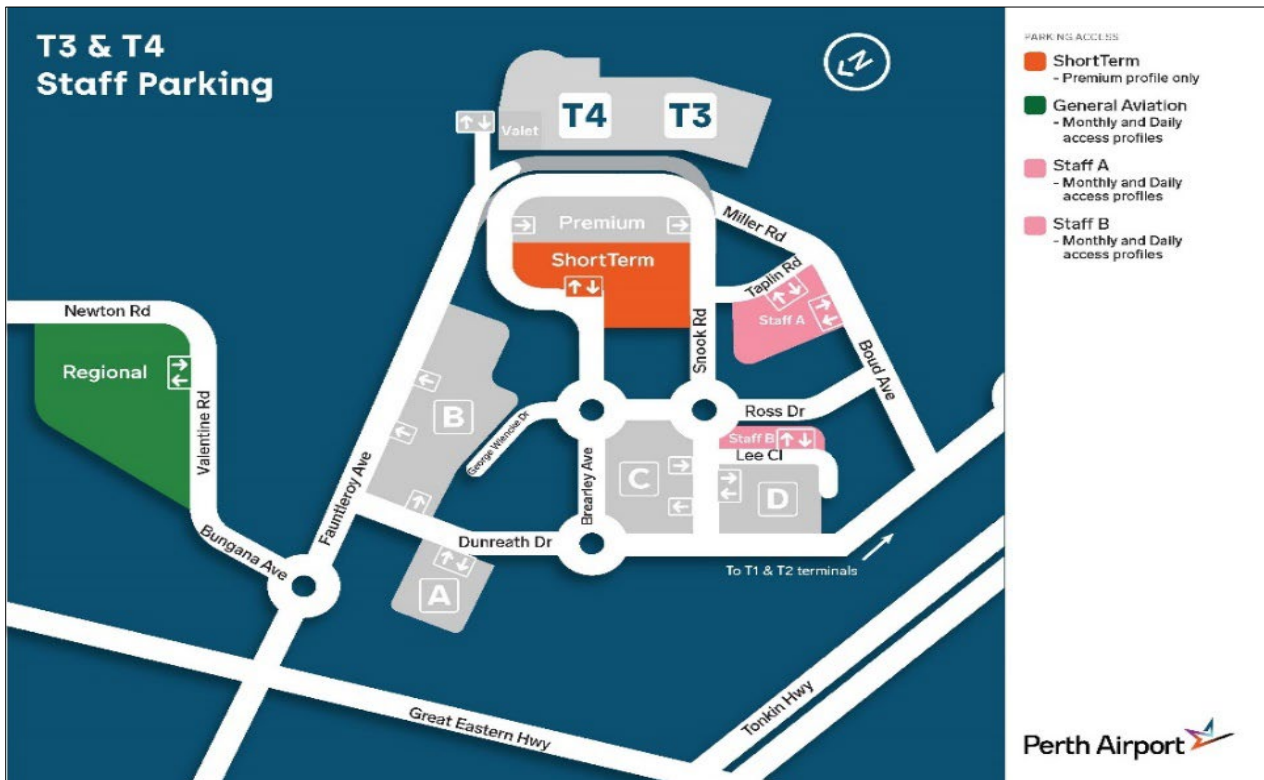 T3 & T4
Staff Parking
N
Valet
T4
T3
Premium
ShortTerm
Miller Rd
Taplin Rd
Staff A
Snook Rd
Boud Ave
Newton Rd
Regional
Valentine Rd
B
George Wiencke Dr
Ross Dr
Staff B
Lee Cl
Fauntleroy Ave
Brearley Ave
C
D
Bungana Ave
Dunreath Dr
A
To T1 & T2 terminals
Great Eastern Hwy
Tonkin Hwy
PARKING ACCESS
ShortTerm
- Premium profile only
General Aviation
- Monthly and Daily
access profiles
Staff A
- Monthly and Daily
access profiles
Staff B
- Monthly and Daily
access profiles
Perth Airport